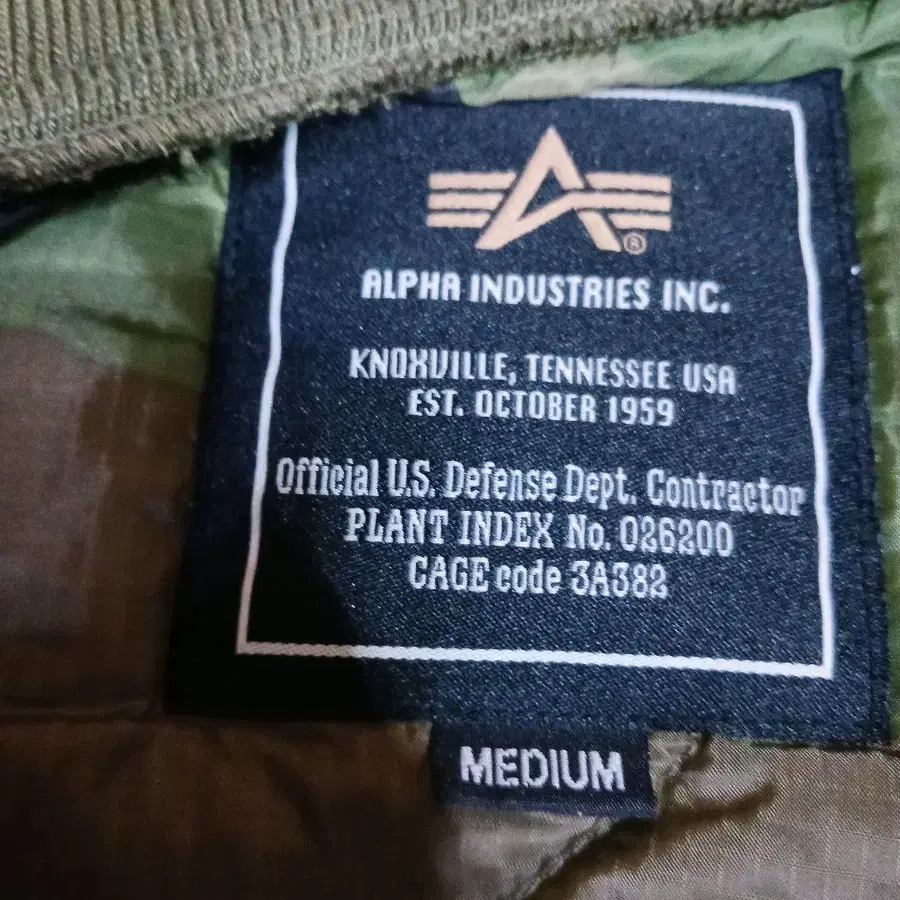 ALPHA INDUSTRIES INC.
KNOXVILLE, TENNESSEE USA
EST. OCTOBER 1959
Official U.S. Defense Dept. Contractor
PLANT INDEX No. 026200
CAGE code 3A382
MEDIUM